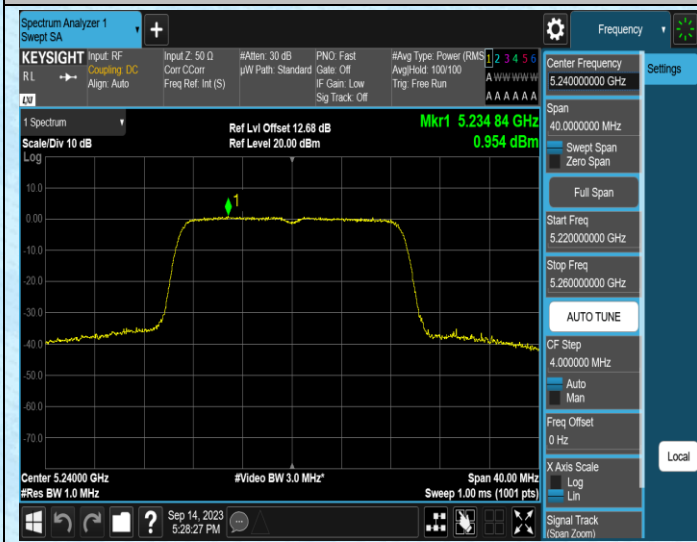 Spectrum Analyzer 1
Swept SA
+
Frequency
KEYSIGHT
RL
LXI
Input: RF
Coupling: DC
Align: Auto
Input Z: 50 Ω
Corr CCorr
Freq Ref: Int (S)
#Atten: 30 dB
µW Path: Standard
PNO: Fast
Gate: Off
IF Gain: Low
Sig Track: Off
#Avg Type: Power (RMS
Avg|Hold: 100/100
Trig: Free Run
1 2 3 4 5 6
A W W W W W
A A A A A A
1 Spectrum
Scale/Div 10 dB
Log
Ref Lvl Offset 12.68 dB
Ref Level 20.00 dBm
Mkr1 5.234 84 GHz
0.954 dBm
1
10.0
0.00
-10.0
-20.0
-30.0
-40.0
-50.0
-60.0
-70.0
Center 5.24000 GHz
#Res BW 1.0 MHz
#Video BW 3.0 MHz*
Span 40.00 MHz
Sweep 1.00 ms (1001 pts)
?
Sep 14, 2023
5:28:27 PM
Center Frequency
5.240000000 GHz
Span
40.0000000 MHz
Swept Span
Zero Span
Full Span
Start Freq
5.220000000 GHz
Stop Freq
5.260000000 GHz
AUTO TUNE
CF Step
4.000000 MHz
Auto
Man
Freq Offset
0 Hz
X Axis Scale
Log
Lin
Signal Track
(Span Zoom)
Settings
Local